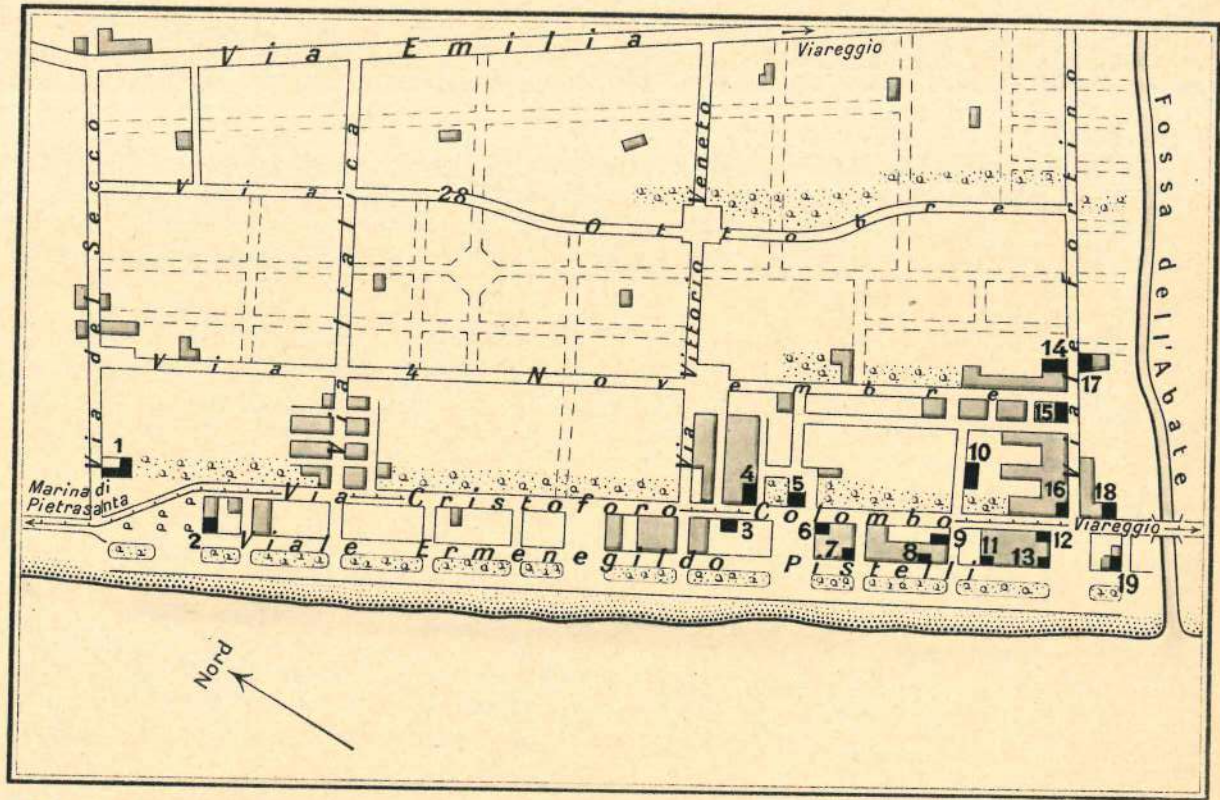 Via Emilia
Viareggio
Via del Secco
Viale Italica
Via Vittorio Veneto
Viale Fortino
Fossa dell'Abate
Via 28 Ottobre
Via 4 Novembre
14
17
15
1
10
4
5
16
18
Marina di
Pietrasanta
Via Cristoforo Colombo
Viareggio
2
3
6
9
12
Viale Ermenegildo Pistelli
7
8
11
13
19
Nord